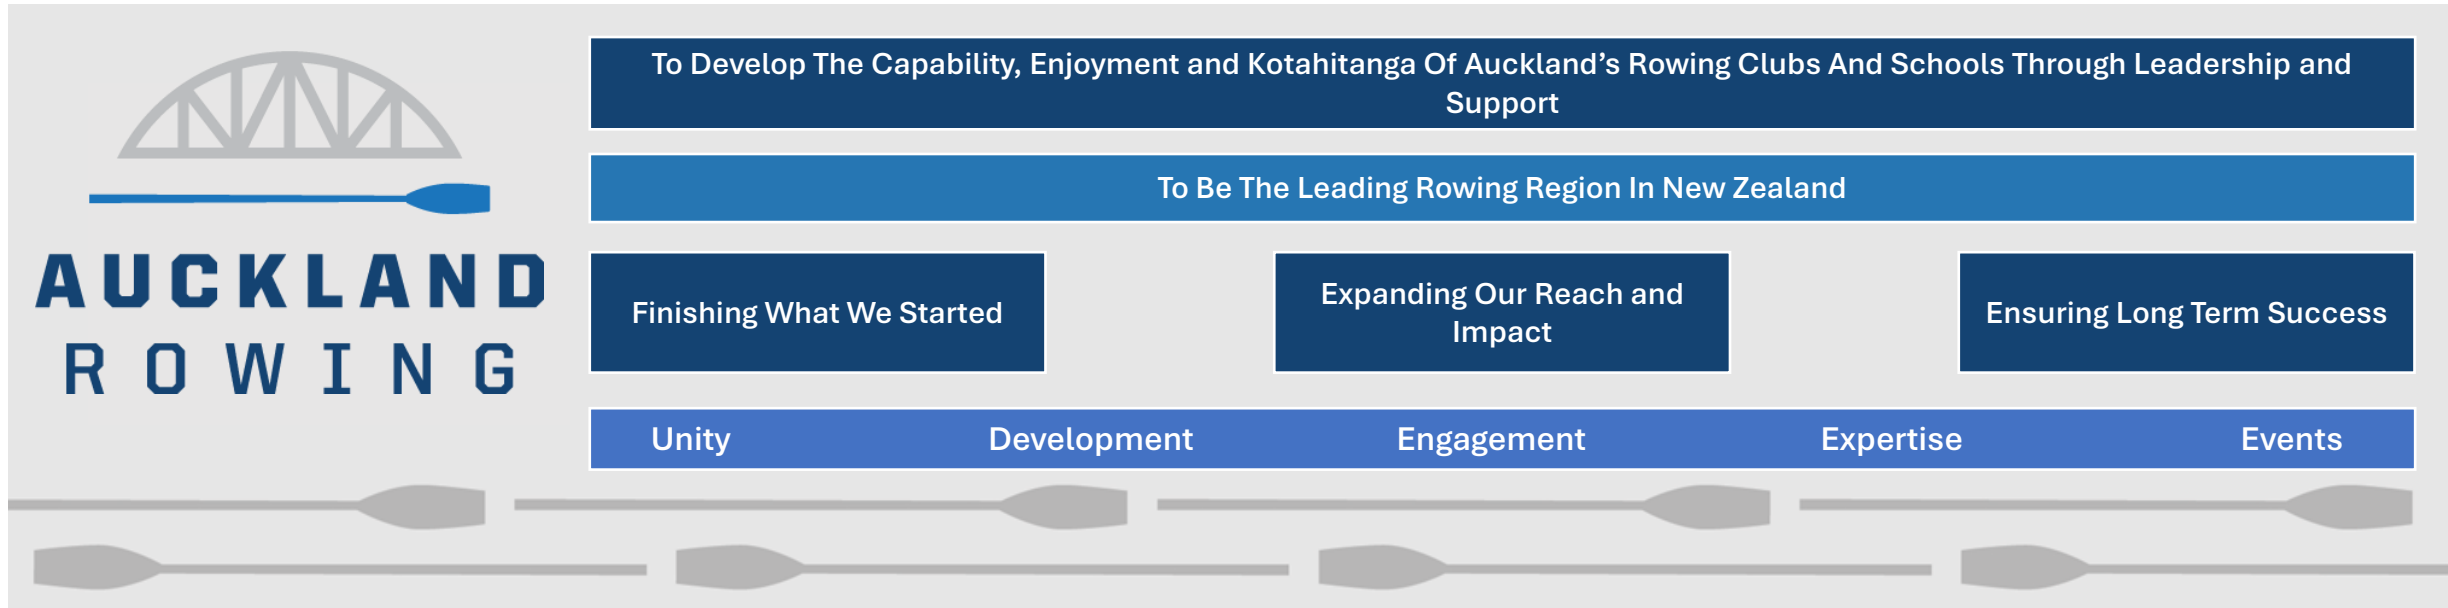 AUCKLAND
ROWING
To Develop The Capability, Enjoyment and Kotahitanga Of Auckland’s Rowing Clubs And Schools Through Leadership and
Support
To Be The Leading Rowing Region In New Zealand
Finishing What We Started
Expanding Our Reach and
Impact
Ensuring Long Term Success
Unity Development Engagement Expertise Events